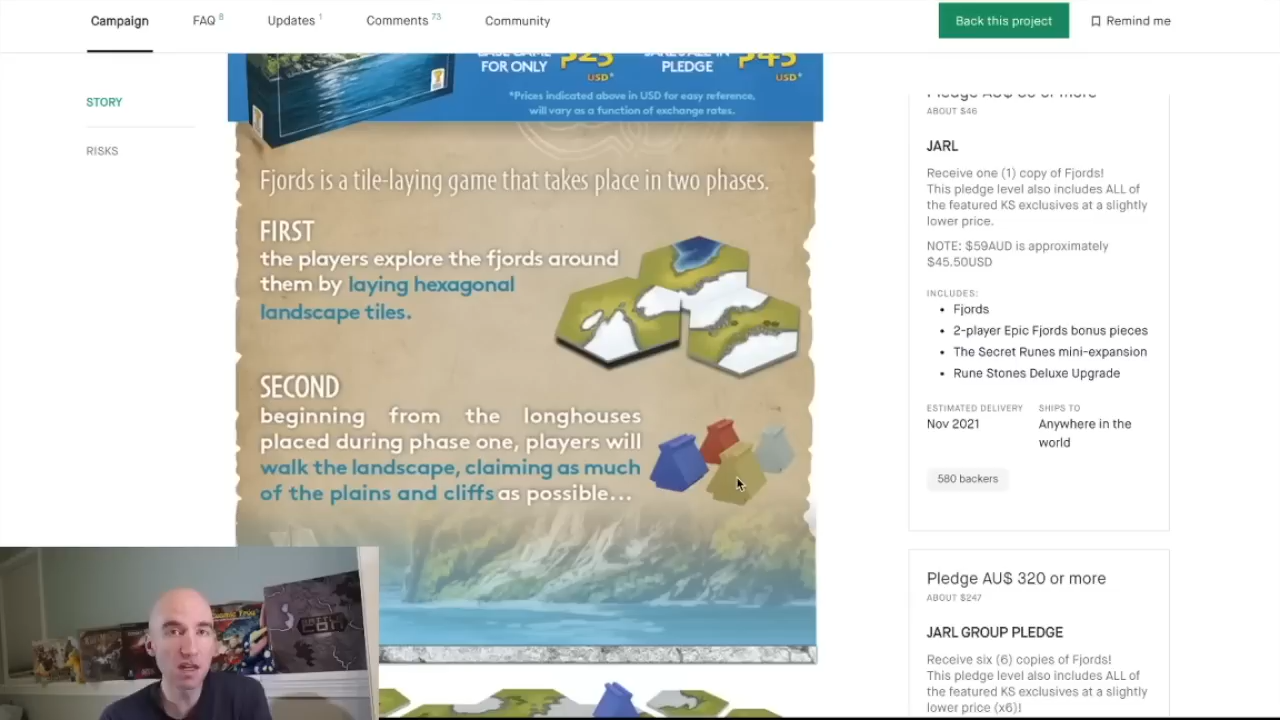 Campaign
FAQ 8
Updates 1
Comments 73
Community
Back this project
Remind me
STORY
RISKS
FOR ONLY $25
USD*
PLEDGE $45
USD*
*Prices indicated above in USD for easy reference,
will vary as a function of exchange rates.
Fjords is a tile-laying game that takes place in two phases.
FIRST
the players explore the fjords around
them by laying hexagonal
landscape tiles.
SECOND
beginning from the longhouses
placed during phase one, players will
walk the landscape, claiming as much
of the plains and cliffs as possible...
ABOUT $46
JARL
Receive one (1) copy of Fjords!
This pledge level also includes ALL of
the featured KS exclusives at a slightly
lower price.
NOTE: $59AUD is approximately
$45.50USD
INCLUDES:
• Fjords
• 2-player Epic Fjords bonus pieces
• The Secret Runes mini-expansion
• Rune Stones Deluxe Upgrade
ESTIMATED DELIVERY
Nov 2021
SHIPS TO
Anywhere in the
world
580 backers
Pledge AU$ 320 or more
ABOUT $247
JARL GROUP PLEDGE
Receive six (6) copies of Fjords!
This pledge level also includes ALL of
the featured KS exclusives at a slightly
lower price (x6)!